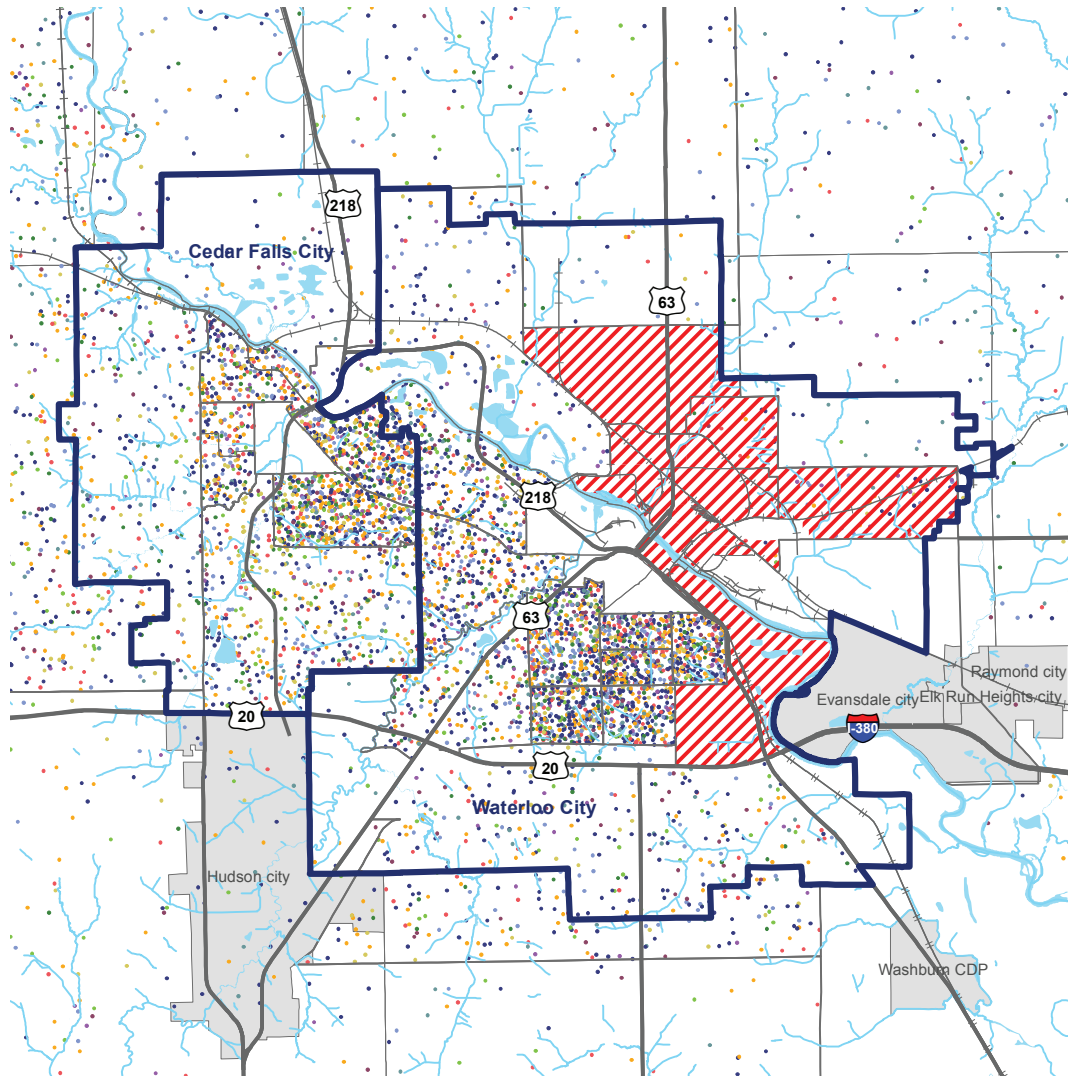 218
Cedar Falls City
63
218
63
Raymond city
Evansdale city
Elk Run Heights city
20
I-380
20
Waterloo City
Hudson city
Washburn CDP